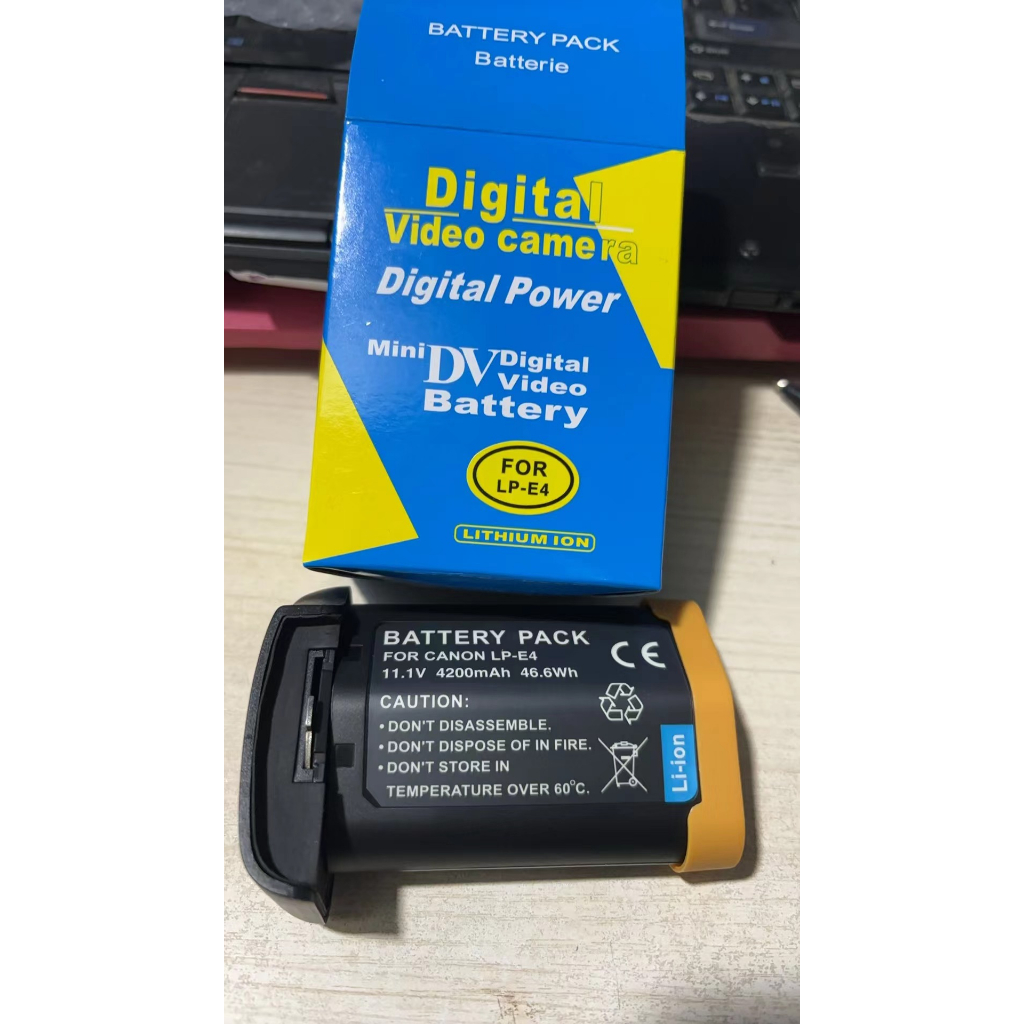 BATTERY PACK
Batterie
Digital
Video camera
Digital Power
Mini DV Digital
Video
Battery
FOR
LP-E4
LITHIUM ION
BATTERY PACK
FOR CANON LP-E4
11.1V 4200mAh 46.6Wh
CE
CAUTION:
• DON'T DISASSEMBLE.
• DON'T DISPOSE OF IN FIRE.
• DON'T STORE IN
TEMPERATURE OVER 60°C.
Li-ion